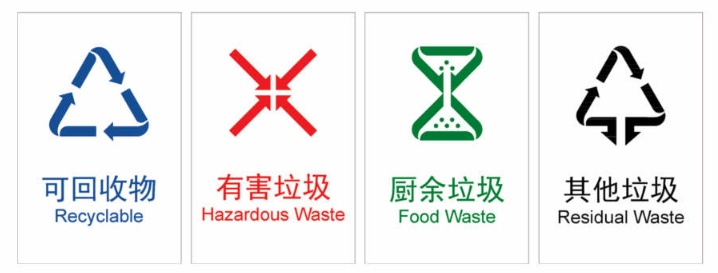 可回收物
Recyclable
有害垃圾
Hazardous Waste
厨余垃圾
Food Waste
其他垃圾
Residual Waste